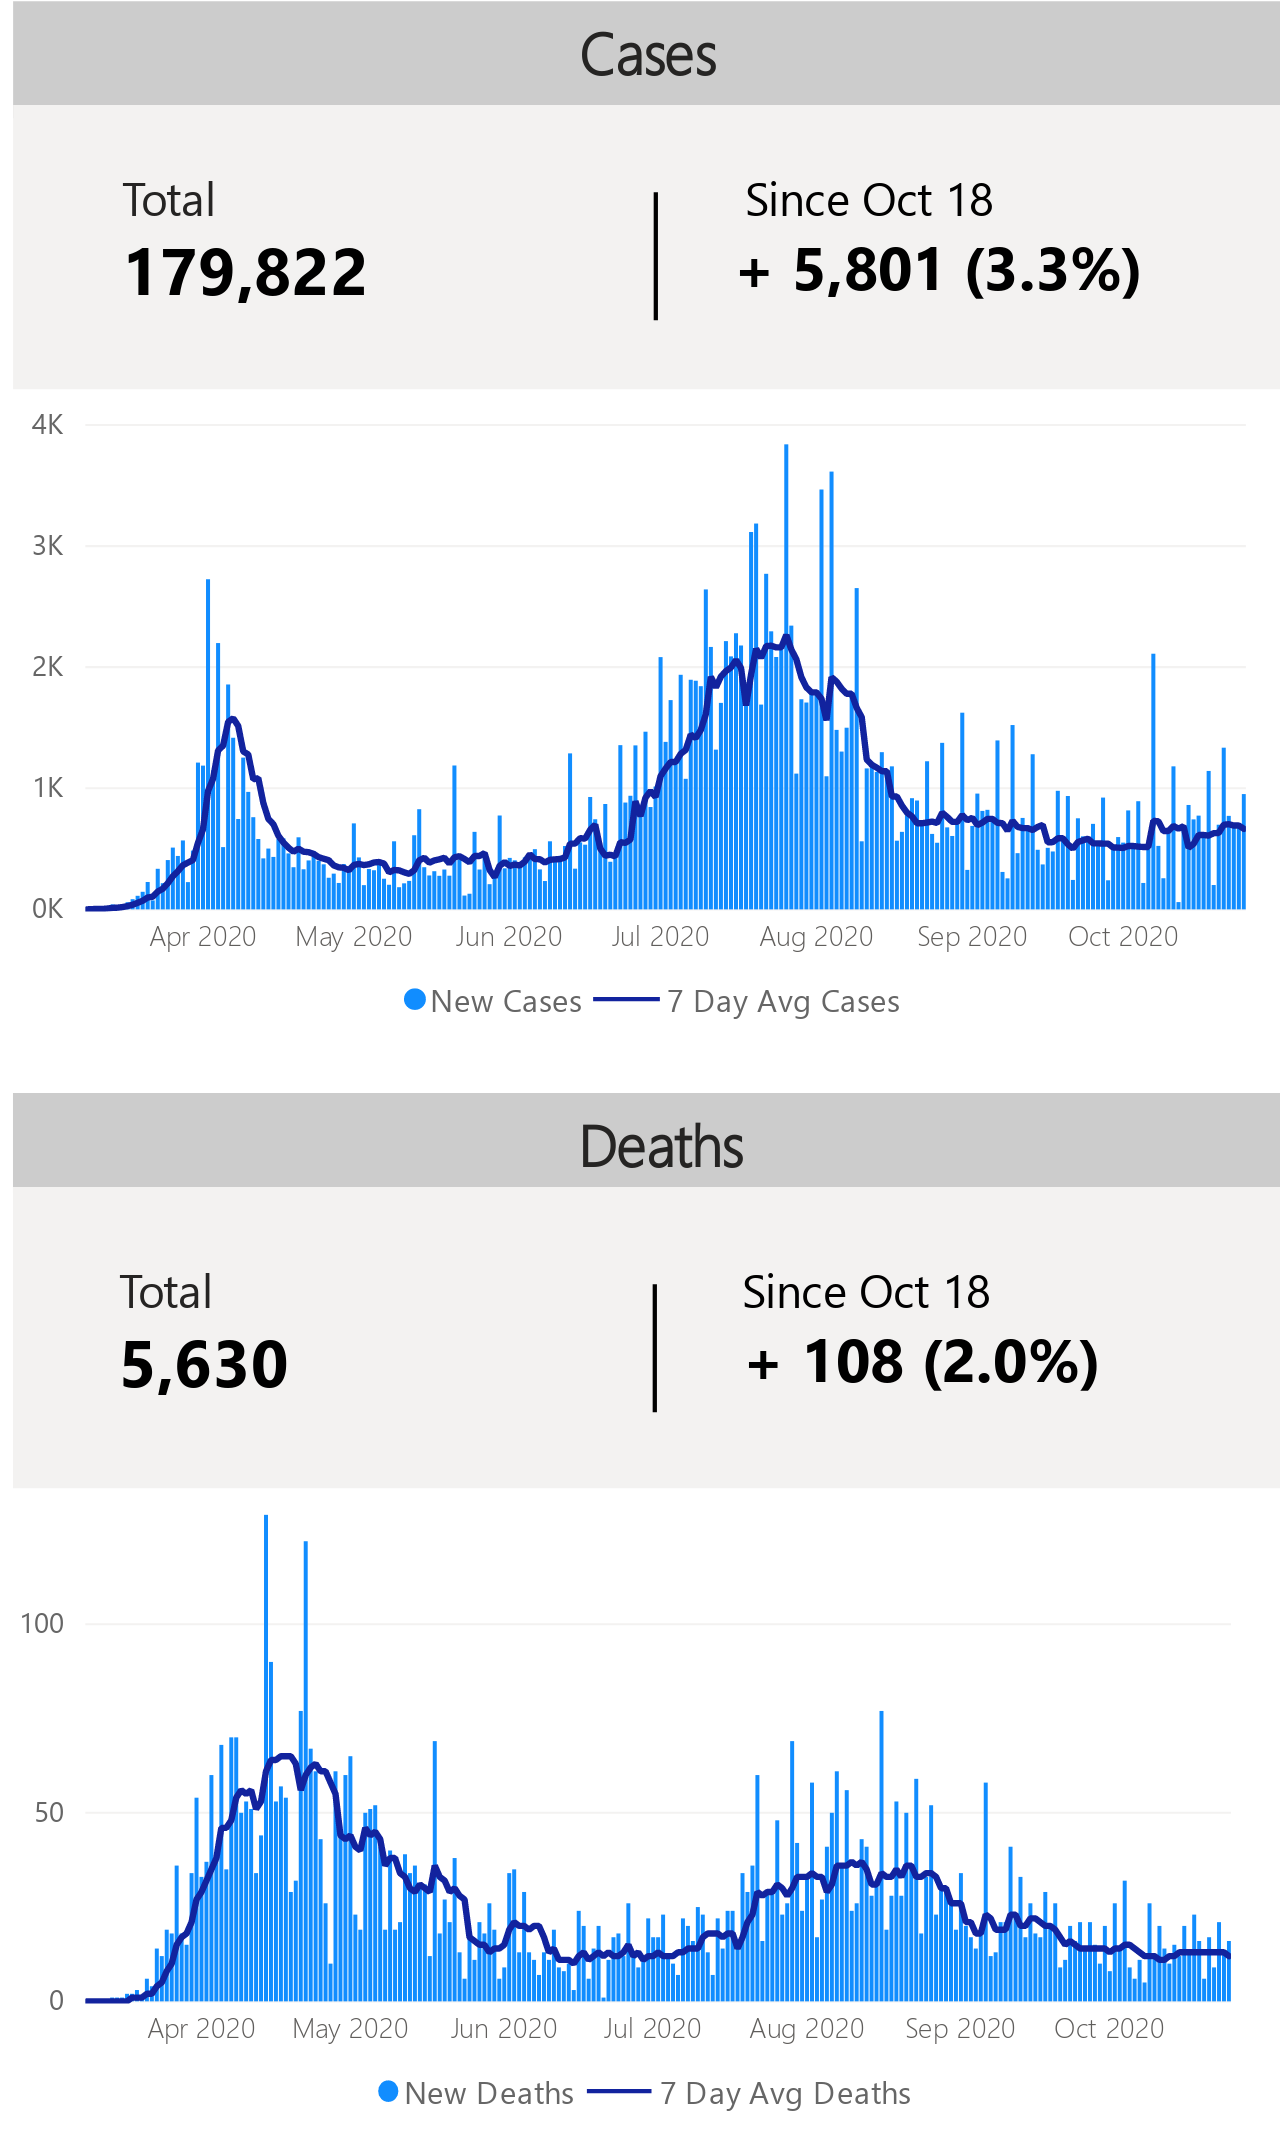 Cases
Total
Since Oct 18
179,822
+ 5,801 (3.3%)
4K
3K
2K
1K
0K
Apr 2020 May 2020 Jun 2020 Jul 2020 Aug 2020 Sep 2020 Oct 2020
New Cases 7 Day Avg Cases
Deaths
Total
Since Oct 18
5,630
+ 108 (2.0%)
100
50
0
Apr 2020 May 2020 Jun 2020 Jul 2020 Aug 2020 Sep 2020 Oct 2020
New Deaths 7 Day Avg Deaths